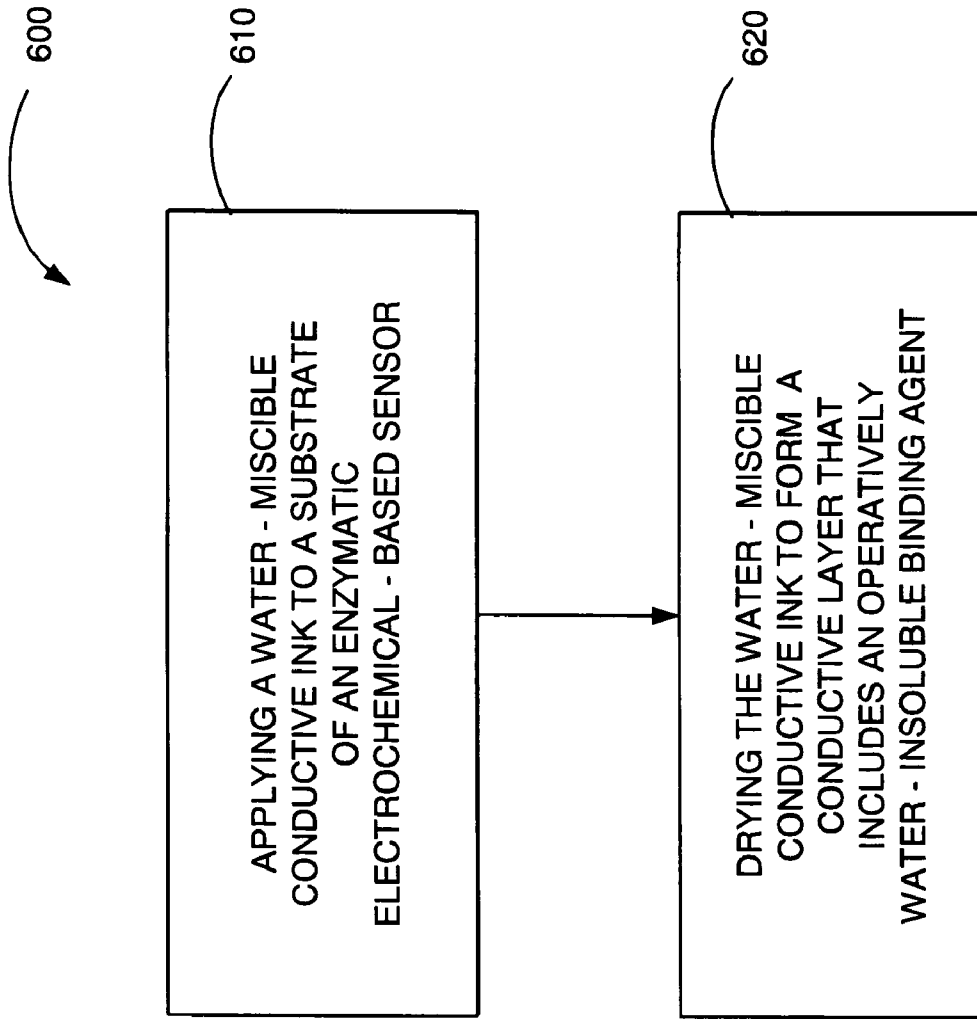 600
610
APPLYING A WATER - MISCIBLE
CONDUCTIVE INK TO A SUBSTRATE
OF AN ENZYMATIC
ELECTROCHEMICAL - BASED SENSOR
620
DRYING THE WATER - MISCIBLE
CONDUCTIVE INK TO FORM A
CONDUCTIVE LAYER THAT
INCLUDES AN OPERATIVELY
WATER - INSOLUBLE BINDING AGENT